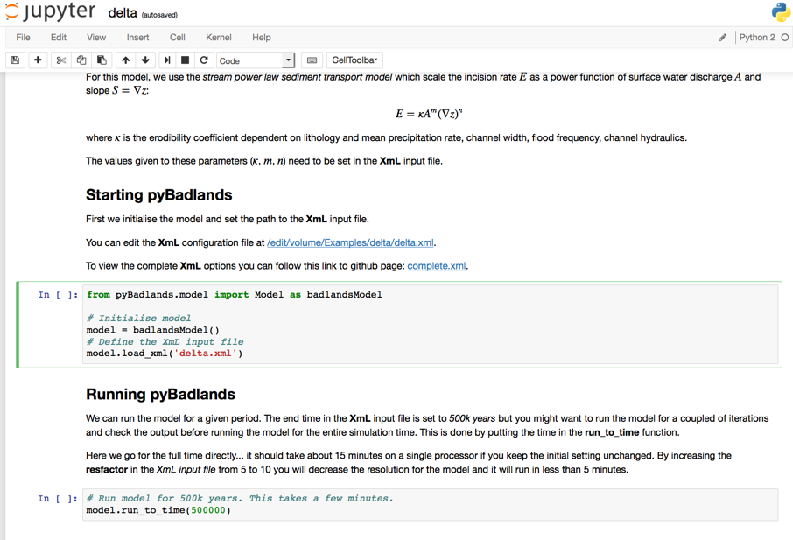 jupyter delta (autosaved)
File Edit View Insert Cell Kernel Help Python 2
Code CellToolbar
For this model, we use the stream power law sediment transport model which scale the incision rate E as a power function of surface water discharge A and
slope S = ∇z:
E = κAᵐ(∇z)ⁿ
where κ is the erodibility coefficient dependent on lithology and mean precipitation rate, channel width, flood frequency, channel hydraulics.
The values given to these parameters (κ, m, n) need to be set in the XmL input file.
Starting pyBadlands
First we initialise the model and set the path to the XmL input file.
You can edit the XmL configuration file at /edit/volume/Examples/delta/delta.xml.
To view the complete XmL options you can follow this link to github page: complete.xml.
In [ ]: from pyBadlands.model import Model as badlandsModel
# Initialise model
model = badlandsModel()
# Define the XmL input file
model.load_xml('delta.xml')
Running pyBadlands
We can run the model for a given period. The end time in the XmL input file is set to 500k years but you might want to run the model for a coupled of iterations
and check the output before running the model for the entire simulation time. This is done by putting the time in the run_to_time function.
Here we go for the full time directly... it should take about 15 minutes on a single processor if you keep the initial setting unchanged. By increasing the
resfactor in the XmL input file from 5 to 10 you will decrease the resolution for the model and it will run in less than 5 minutes.
In [ ]: # Run model for 500k years. This takes a few minutes.
model.run_to_time(500000)